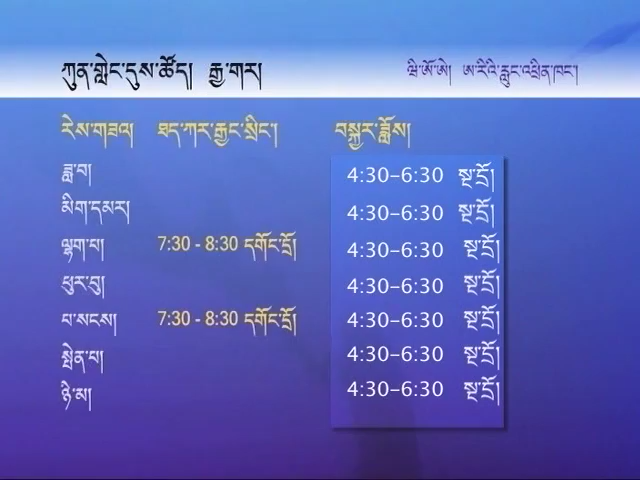 ཀུན་གླེང་དུས་ཚོད། རྒྱ་གར། ཝི་ཨོ་ཨེ། ཨ་རིའི་རླུང་འཕྲིན་ཁང་།
རེས་གཟའ། ཐད་ཀར་རྒྱང་སྲིང་། བསྐྱར་ཟློས།
ཟླ་བ། 4:30-6:30 སྔ་དྲོ།
མིག་དམར། 4:30-6:30 སྔ་དྲོ།
ལྷག་པ། 7:30 - 8:30 དགོང་དྲོ། 4:30-6:30 སྔ་དྲོ།
ཕུར་བུ། 4:30-6:30 སྔ་དྲོ།
པ་སངས། 7:30 - 8:30 དགོང་དྲོ། 4:30-6:30 སྔ་དྲོ།
སྤེན་པ། 4:30-6:30 སྔ་དྲོ།
ཉི་མ། 4:30-6:30 སྔ་དྲོ།